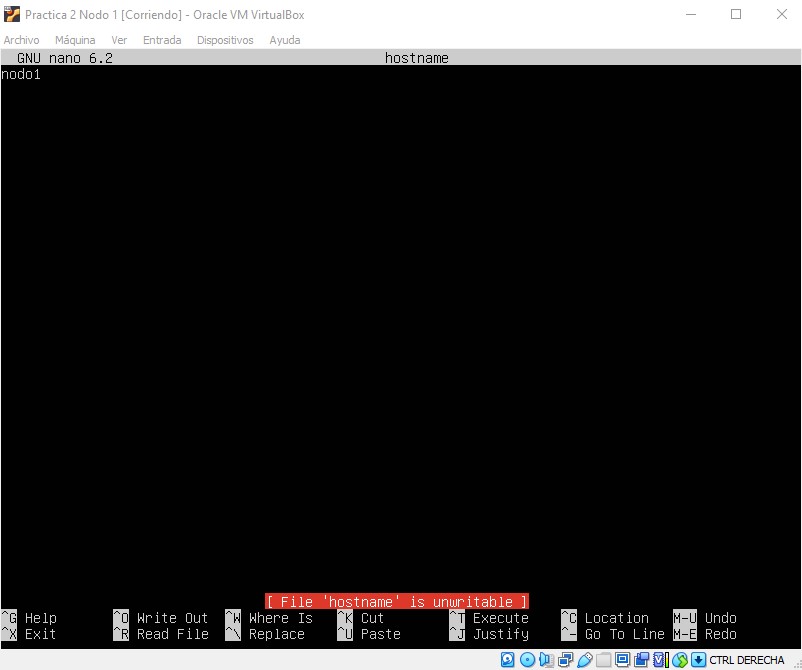 Practica 2 Nodo 1 [Corriendo] - Oracle VM VirtualBox
Archivo Máquina Ver Entrada Dispositivos Ayuda
GNU nano 6.2 hostname
nodo1
[ File 'hostname' is unwritable ]
^G Help ^O Write Out ^W Where Is ^K Cut ^T Execute ^C Location M-U Undo
^X Exit ^R Read File ^\ Replace ^U Paste ^J Justify ^- Go To Line M-E Redo
CTRL DERECHA